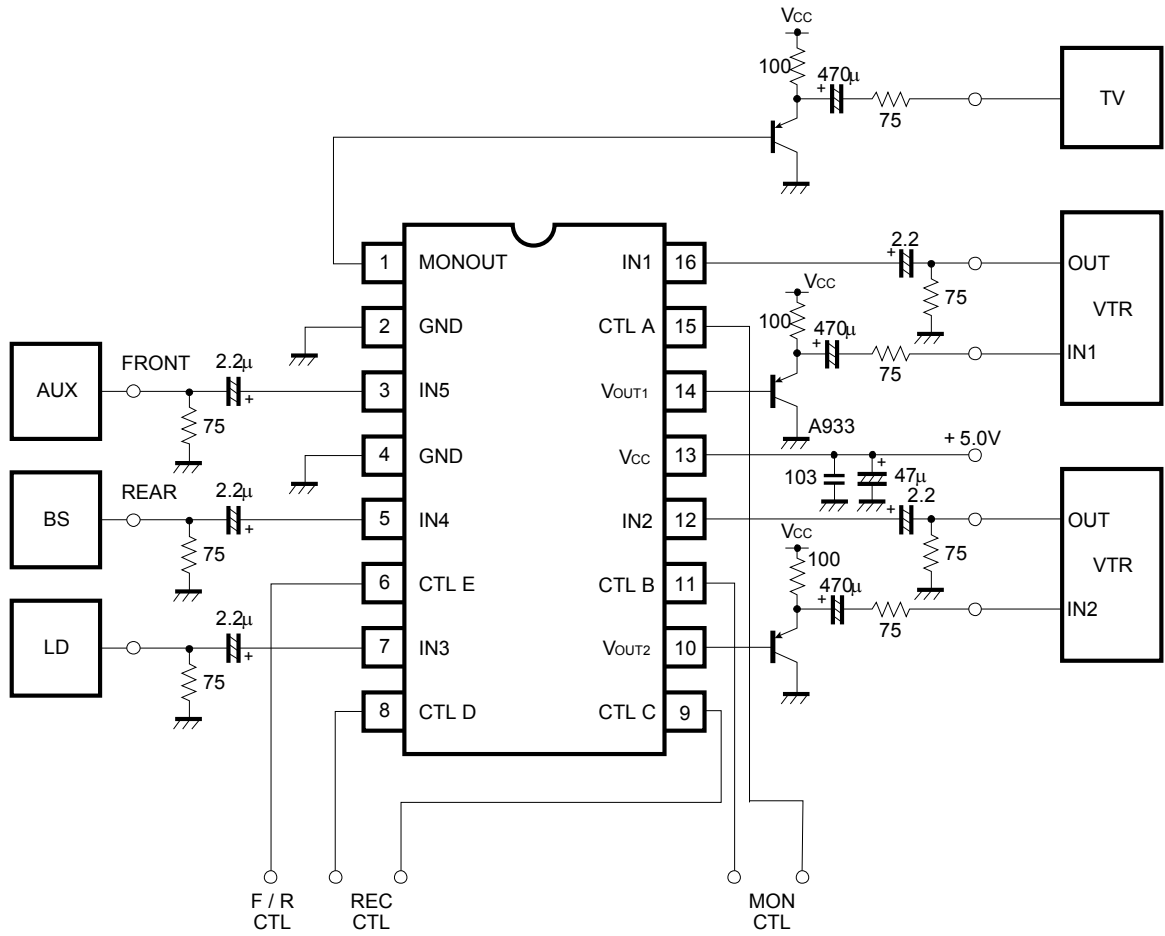 VCC
100
470µ
+
75
TV
1 MONOUT
IN1 16
2.2
+
75
OUT
VTR
IN1
2 GND
CTL A 15
VCC
100
470µ
+
75
AUX
FRONT
2.2µ
+
75
3 IN5
VOUT1 14
A933
4 GND
VCC 13
+ 5.0V
103
+
47µ
BS
REAR
2.2µ
+
75
5 IN4
IN2 12
2.2
+
75
OUT
VTR
IN2
6 CTL E
CTL B 11
VCC
100
470µ
+
75
LD
2.2µ
+
75
7 IN3
VOUT2 10
8 CTL D
CTL C 9
F / R
CTL
REC
CTL
MON
CTL